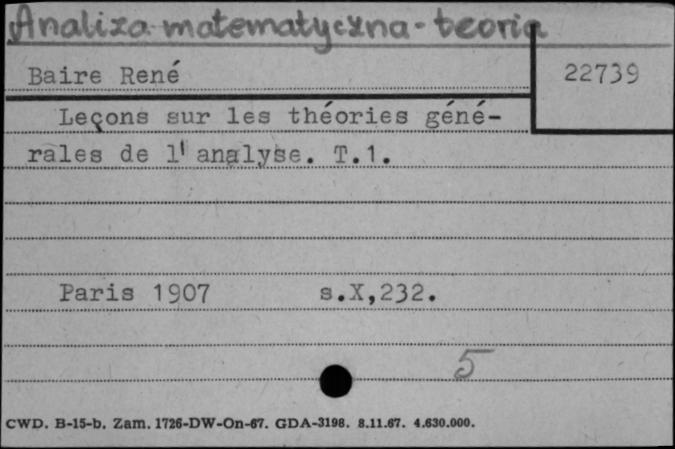 Analiza matematyczna - teoria
Baire René
22739
Leçons sur les théories géné-
rales de l'analyse. T.1.
Paris 1907 s.X,232.
5
CWD. B-15-b. Zam. 1726-DW-On-67. GDA-3198. 8.11.67. 4.630.000.